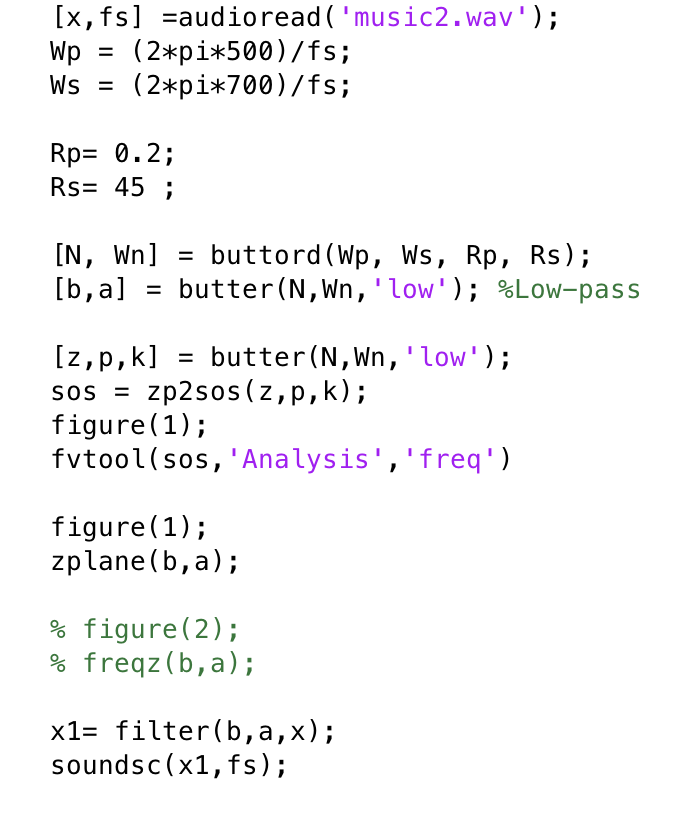 [x,fs] =audioread('music2.wav');
Wp = (2*pi*500)/fs;
Ws = (2*pi*700)/fs;
Rp= 0.2;
Rs= 45 ;
[N, Wn] = buttord(Wp, Ws, Rp, Rs);
[b,a] = butter(N,Wn,'low'); %Low-pass
[z,p,k] = butter(N,Wn,'low');
sos = zp2sos(z,p,k);
figure(1);
fvtool(sos,'Analysis','freq')
figure(1);
zplane(b,a);
% figure(2);
% freqz(b,a);
x1= filter(b,a,x);
soundsc(x1,fs);